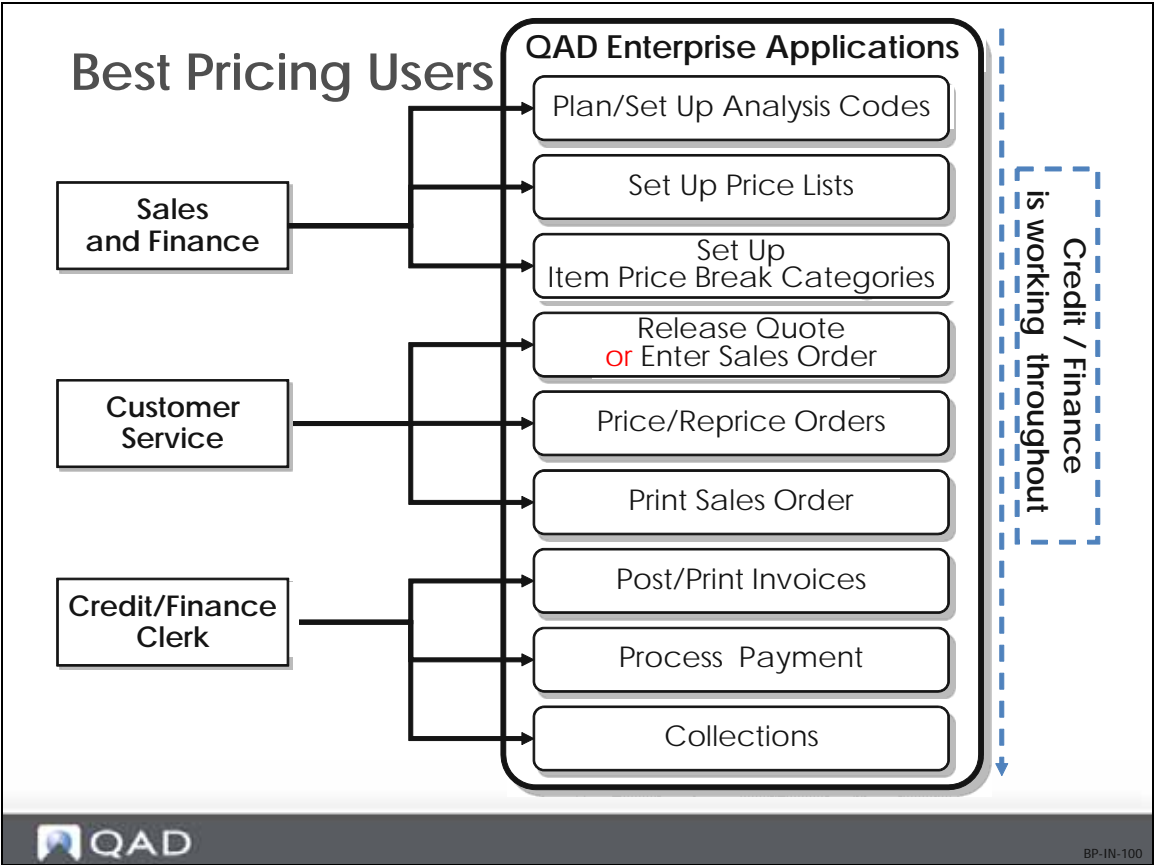 Best Pricing Users
QAD Enterprise Applications
Plan/Set Up Analysis Codes
Set Up Price Lists
Set Up
Item Price Break Categories
Release Quote
or Enter Sales Order
Price/Reprice Orders
Print Sales Order
Post/Print Invoices
Process Payment
Collections
Sales
and Finance
Customer
Service
Credit/Finance
Clerk
Credit / Finance
is working throughout
QAD
BP-IN-100